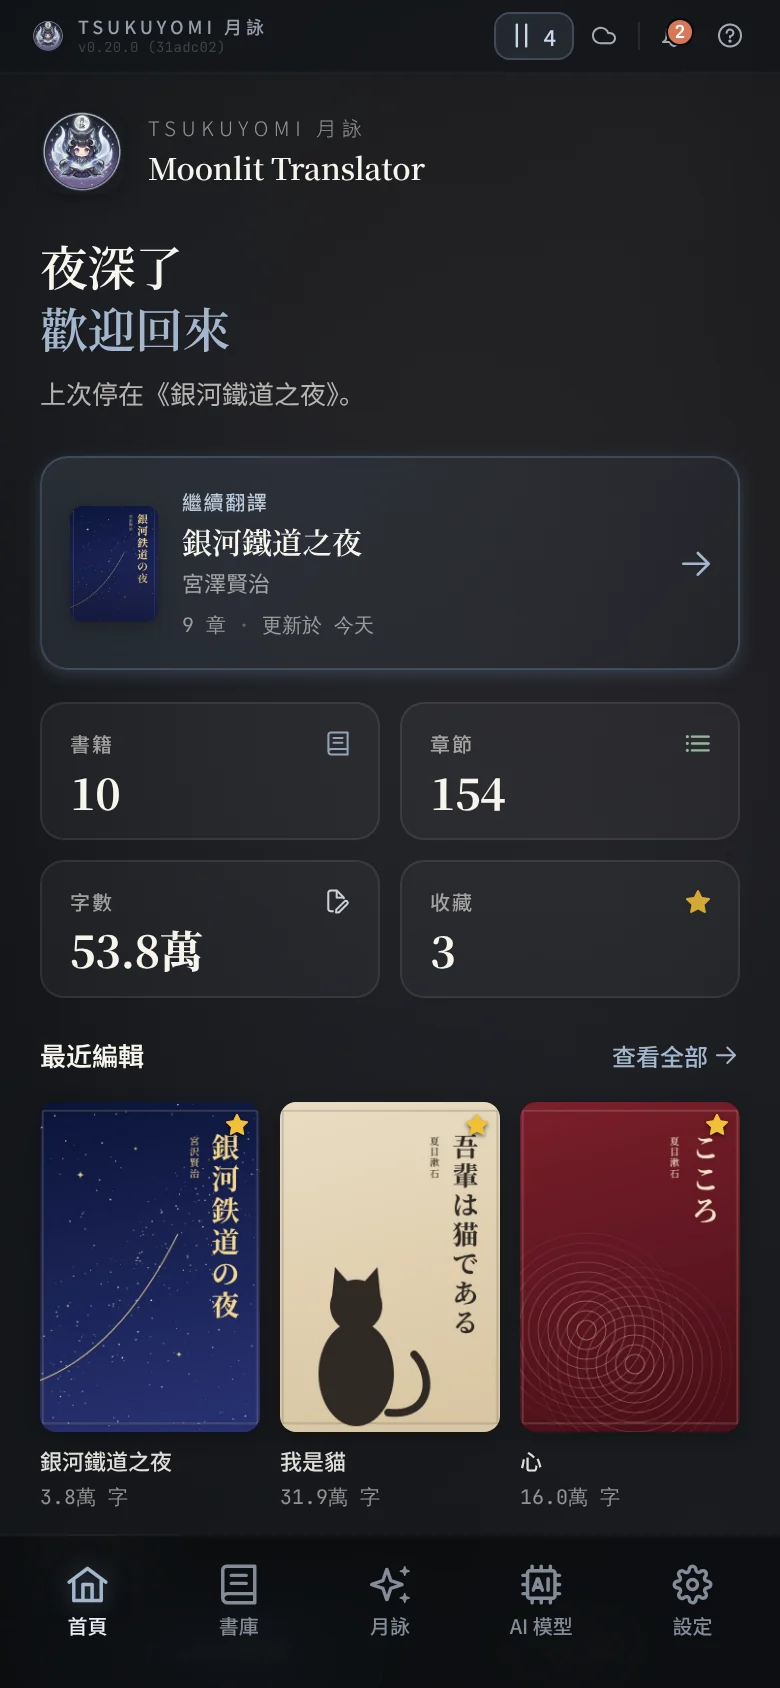 TSUKUYOMI 月詠
v0.20.0 (31adc02)
4
2
TSUKUYOMI 月詠
Moonlit Translator
夜深了
歡迎回來
上次停在《銀河鐵道之夜》。
銀河鉄道の夜
繼續翻譯
銀河鐵道之夜
宮澤賢治
9 章 · 更新於 今天
書籍
10
章節
154
字數
53.8萬
收藏
3
最近編輯
查看全部
銀河鉄道の夜
宮沢賢治
吾輩は猫である
夏目漱石
こころ
夏目漱石
銀河鐵道之夜
3.8萬 字
我是貓
31.9萬 字
心
16.0萬 字
首頁
書庫
月詠
AI
AI 模型
設定